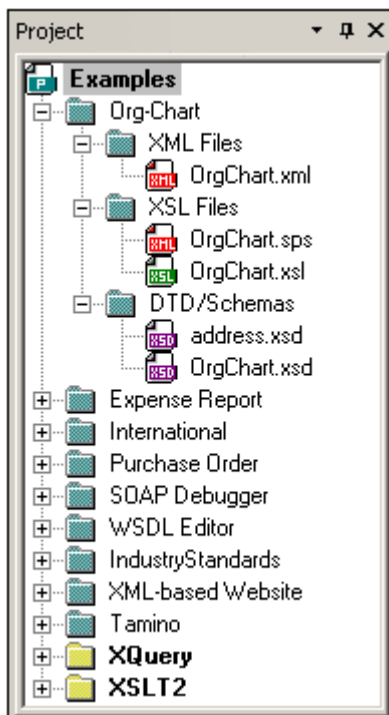 Project
P Examples
Org-Chart
XML Files
XML OrgChart.xml
XSL Files
XML OrgChart.sps
XSL OrgChart.xsl
DTD/Schemas
XSD address.xsd
XSD OrgChart.xsd
Expense Report
International
Purchase Order
SOAP Debugger
WSDL Editor
IndustryStandards
XML-based Website
Tamino
XQuery
XSLT2